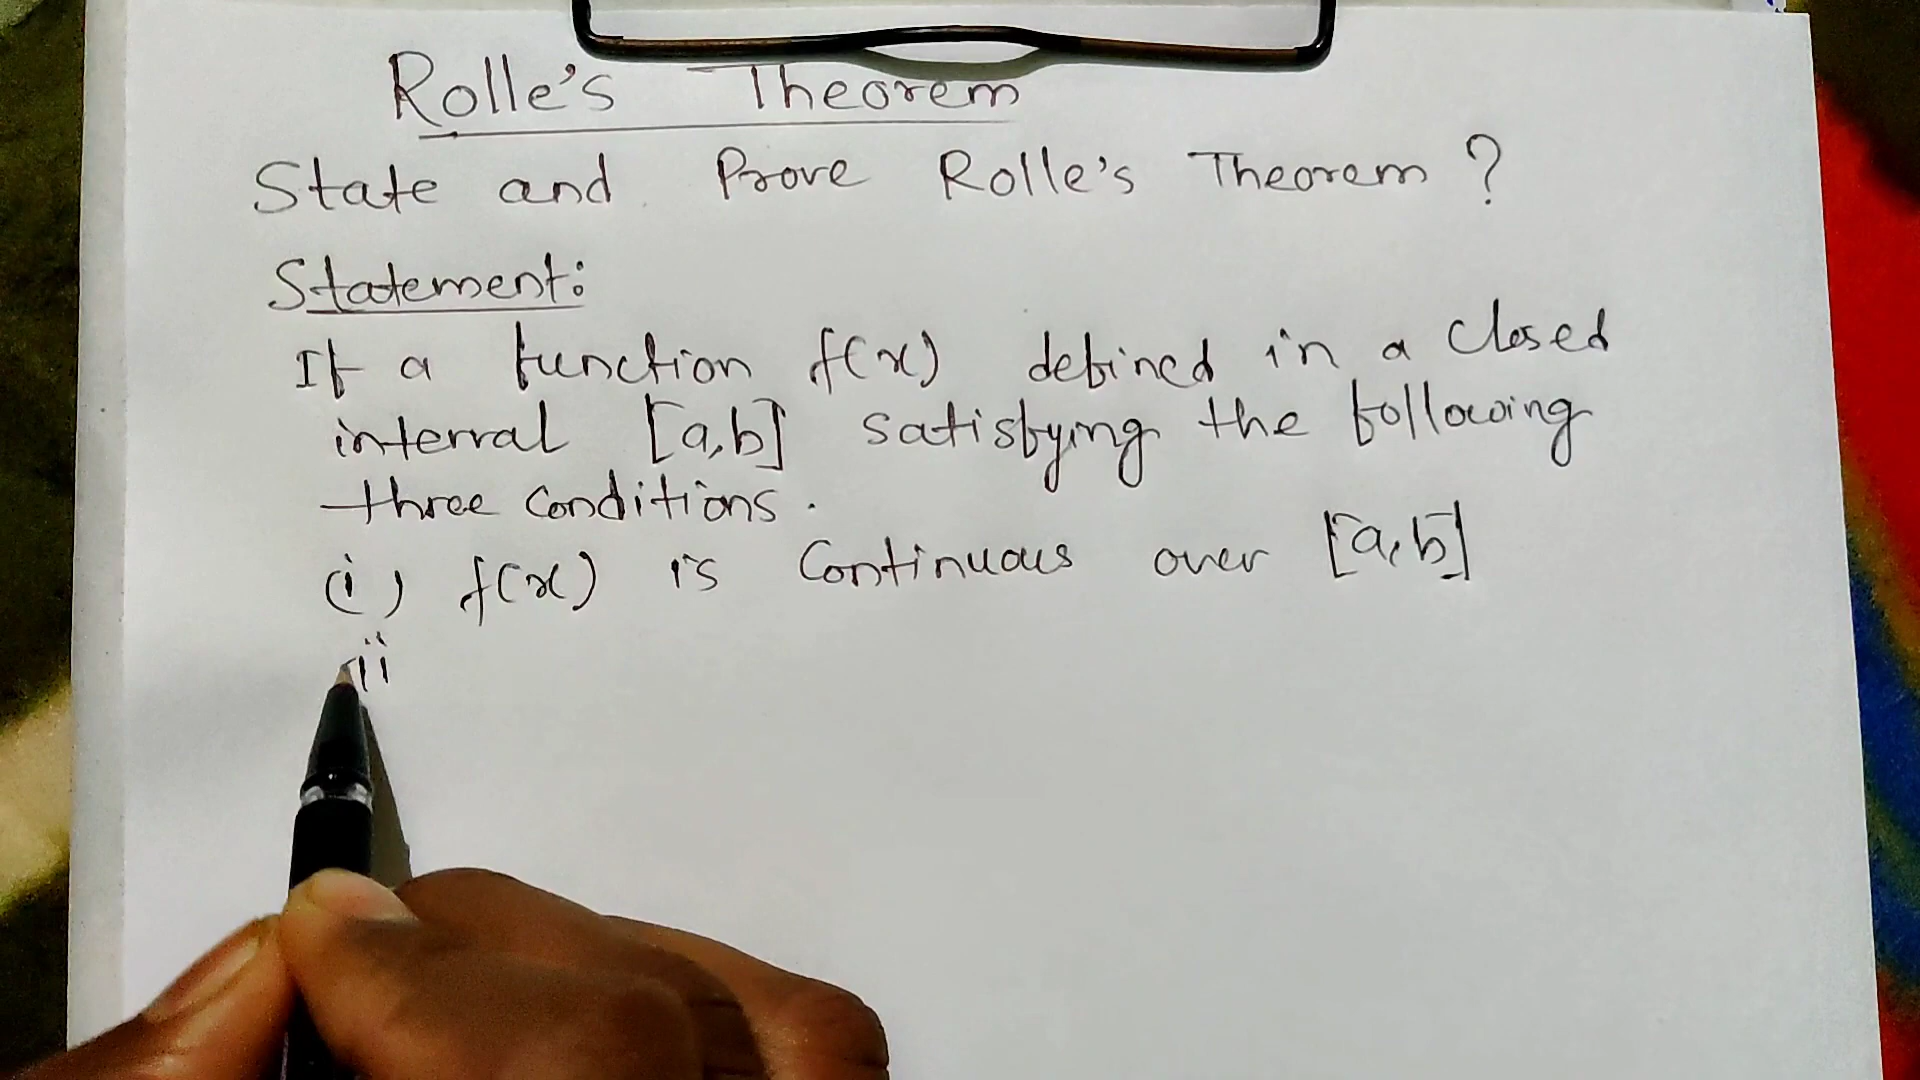 Rolle's Theorem
State and Prove Rolle's Theorem ?
Statement:
If a function f(x) defined in a closed
interval [a,b] satisfying the following
three conditions.
(i) f(x) is Continuous over [a,b]
(ii